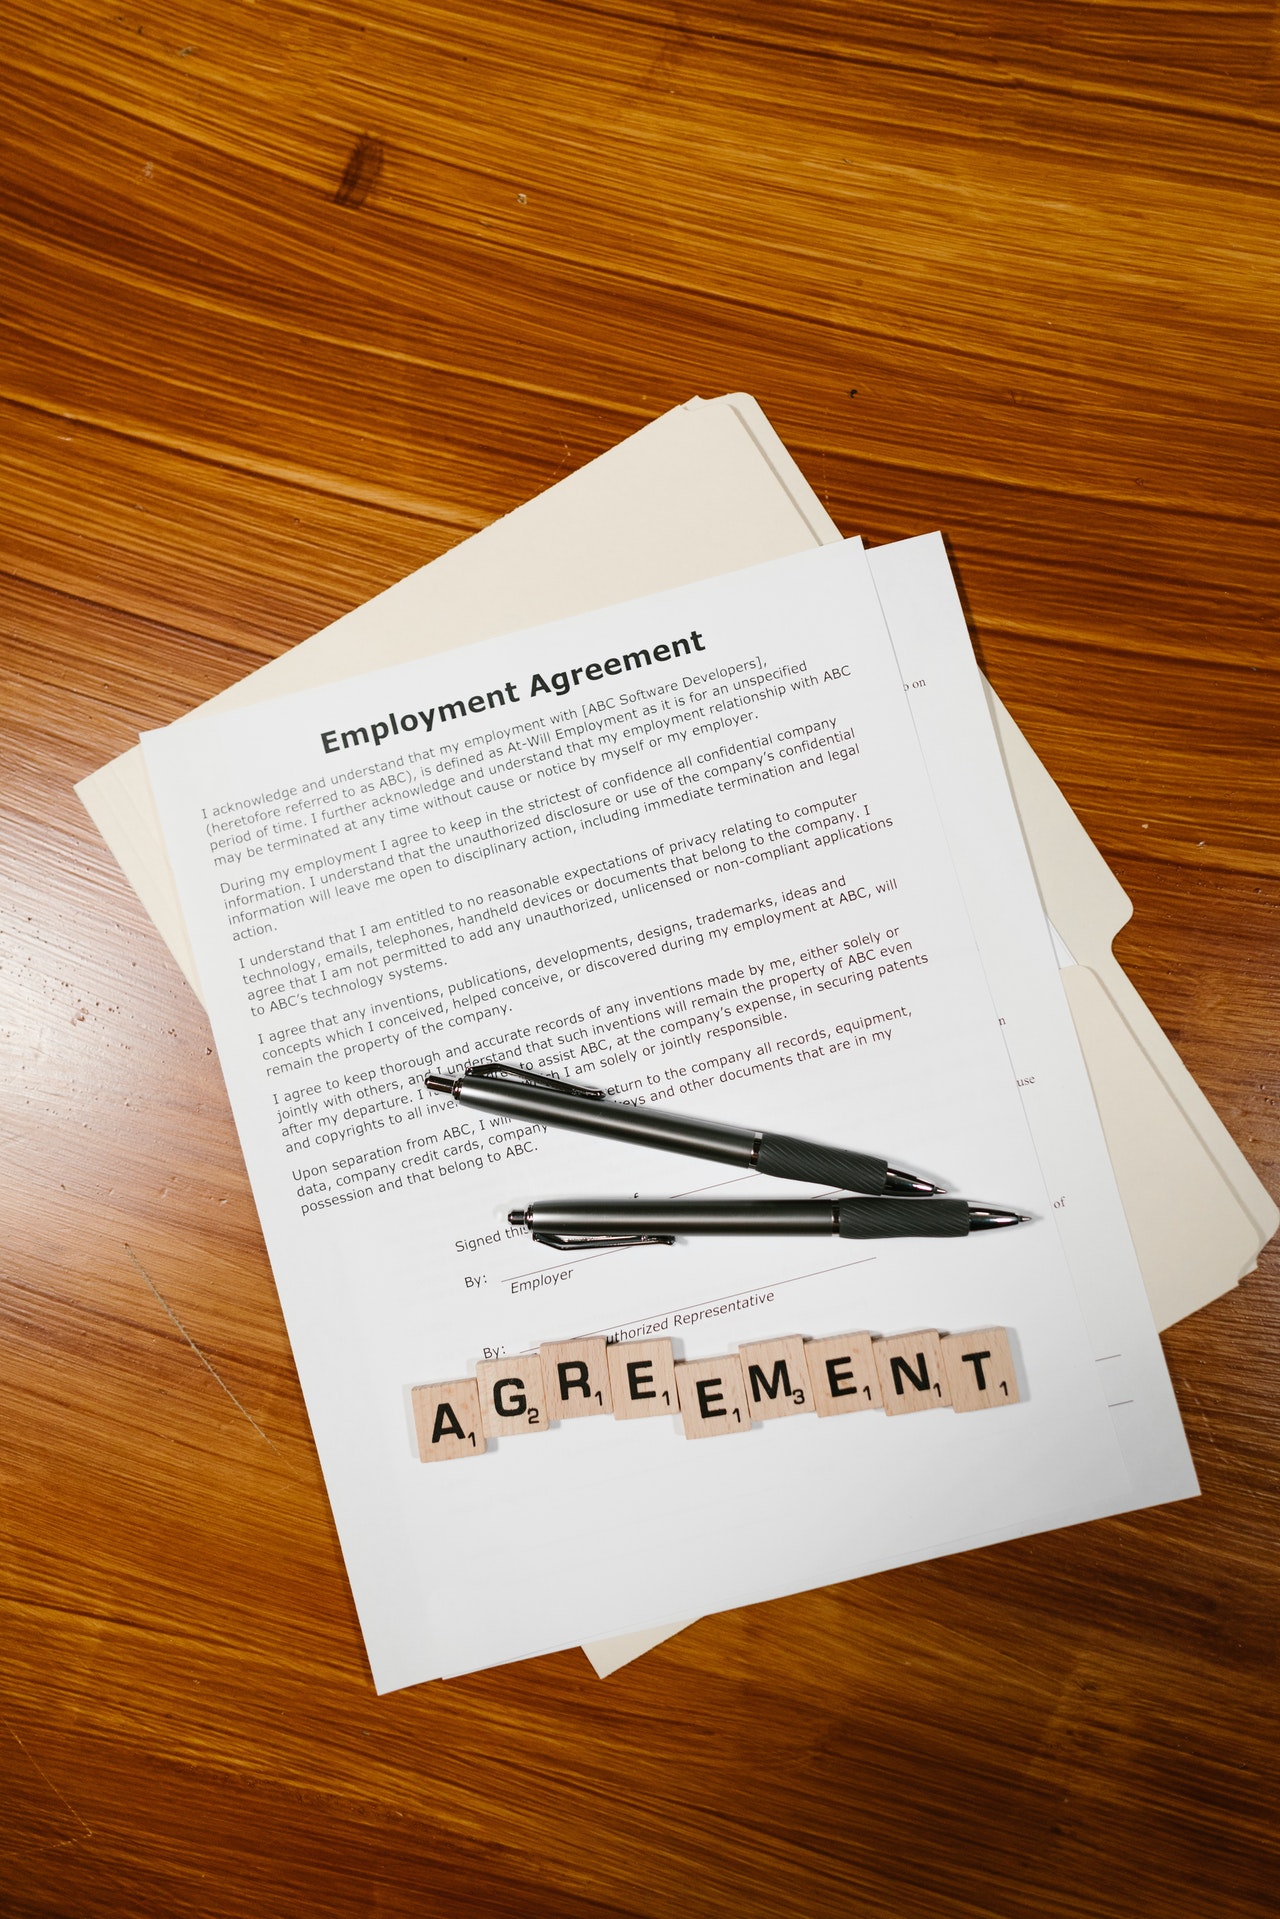 Employment Agreement
I acknowledge and understand that my employment with [ABC Software Developers],
(heretofore referred to as ABC), is defined as At-Will Employment as it is for an unspecified
period of time. I further acknowledge and understand that my employment relationship with ABC
may be terminated at any time without cause or notice by myself or my employer.
During my employment I agree to keep in the strictest of confidence all confidential company
information. I understand that the unauthorized disclosure or use of the company's confidential
information will leave me open to disciplinary action, including immediate termination and legal
action.
I understand that I am entitled to no reasonable expectations of privacy relating to computer
technology, emails, telephones, handheld devices or documents that belong to the company. I
agree that I am not permitted to add any unauthorized, unlicensed or non-compliant applications
to ABC's technology systems.
I agree that any inventions, publications, developments, designs, trademarks, ideas and
concepts which I conceived, helped conceive, or discovered during my employment at ABC, will
remain the property of the company.
I agree to keep thorough and accurate records of any inventions made by me, either solely or
jointly with others, and I understand that such inventions will remain the property of ABC even
after my departure. I to assist ABC, at the company's expense, in securing patents
and copyrights to all I am solely or jointly responsible.
Upon separation from ABC, I will return to the company all records, equipment,
data, company credit cards, company keys and other documents that are in my
possession and that belong to ABC.
Signed this
By:
Employer
By:
Authorized Representative
A1 G2 R1 E1 E1 M3 E1 N1 T1
on
use
of